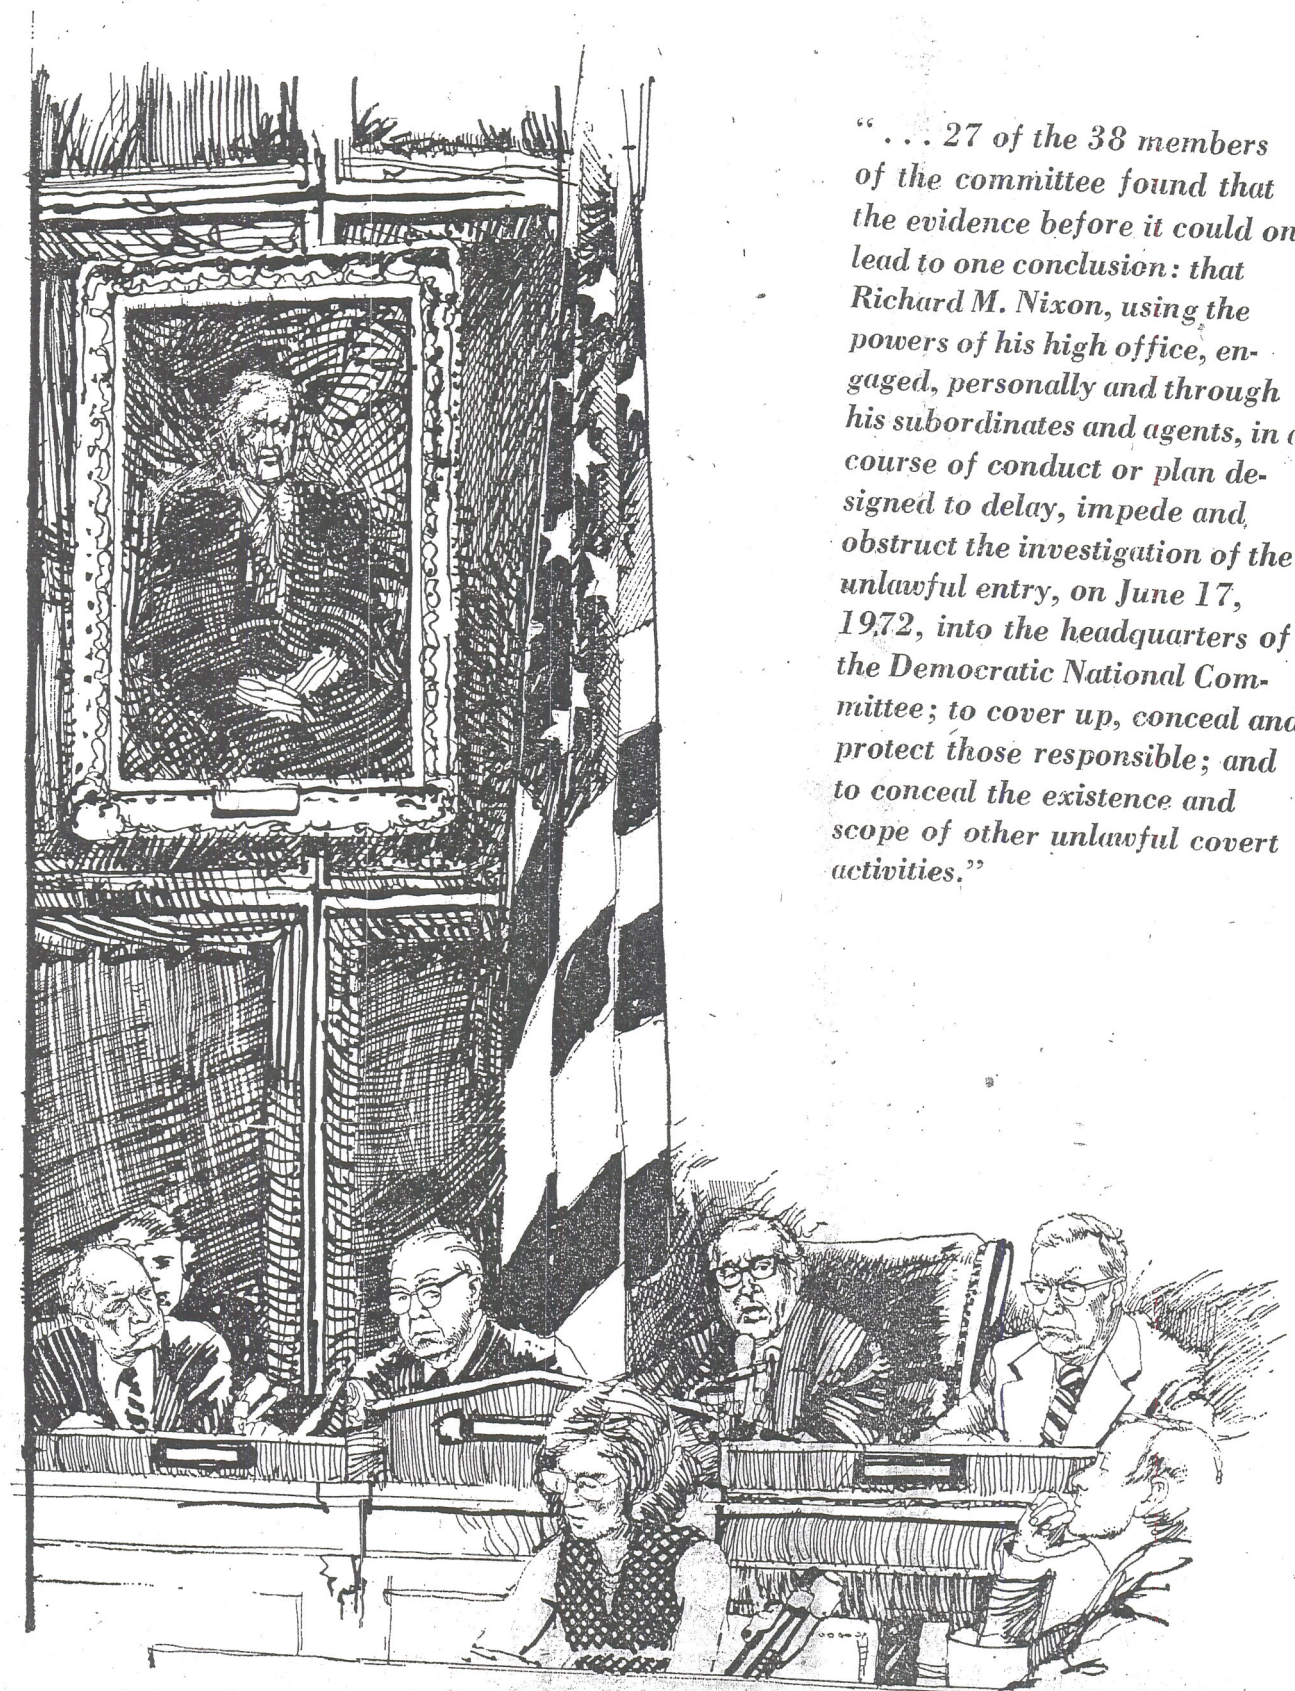 “ . . . 27 of the 38 members
of the committee found that
the evidence before it could on
lead to one conclusion: that
Richard M. Nixon, using the
powers of his high office, en-
gaged, personally and through
his subordinates and agents, in
course of conduct or plan de-
signed to delay, impede and
obstruct the investigation of the
unlawful entry, on June 17,
1972, into the headquarters of
the Democratic National Com-
mittee; to cover up, conceal and
protect those responsible; and
to conceal the existence and
scope of other unlawful covert
activities.”